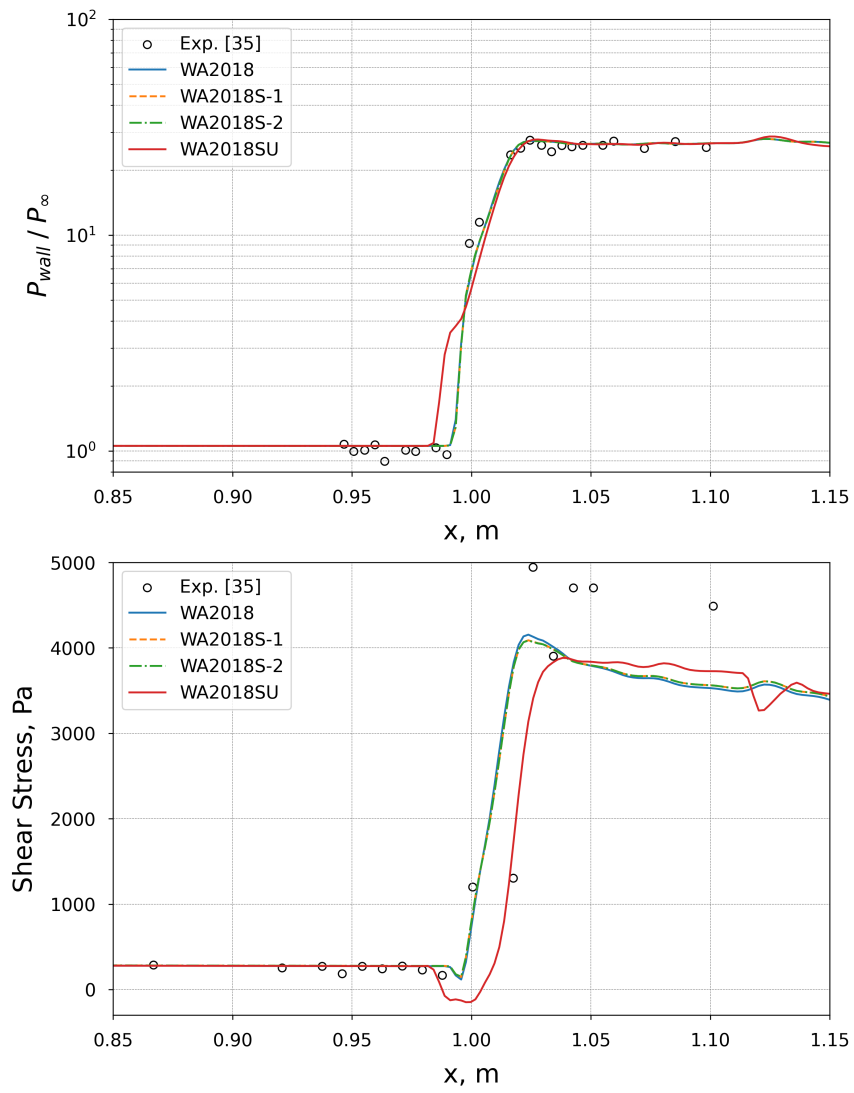 10²
Exp. [35]
WA2018
WA2018S-1
WA2018S-2
WA2018SU
P_wall / P_∞
10¹
10⁰
0.85 0.90 0.95 1.00 1.05 1.10 1.15
x, m
5000
Exp. [35]
WA2018
WA2018S-1
WA2018S-2
WA2018SU
4000
3000
Shear Stress, Pa
2000
1000
0
0.85 0.90 0.95 1.00 1.05 1.10 1.15
x, m